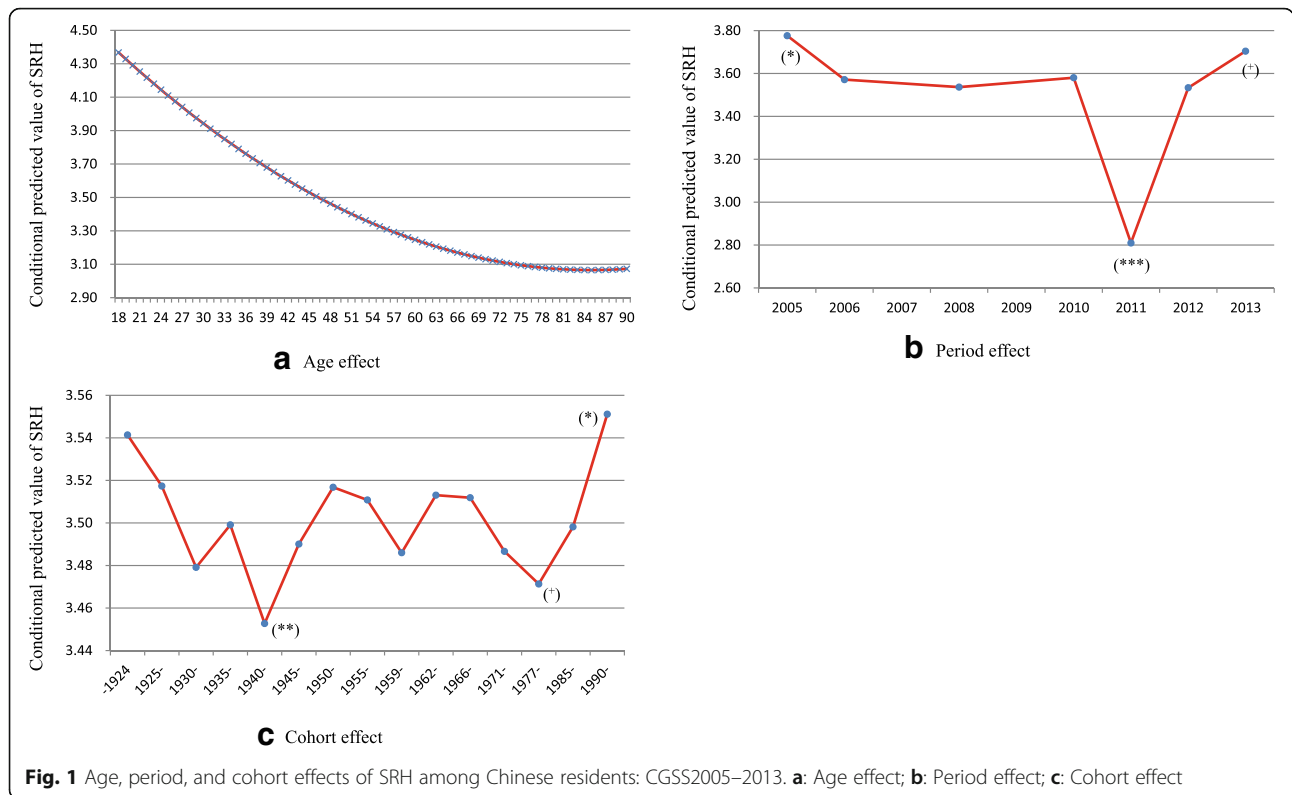 4.50
4.30
4.10
3.90
3.70
3.50
3.30
3.10
2.90
Conditional predicted value of SRH
18 21 24 27 30 33 36 39 42 45 48 51 54 57 60 63 66 69 72 75 78 81 84 87 90
a Age effect
3.80
3.60
3.40
3.20
3.00
2.80
2.60
Conditional predicted value of SRH
(*)
(***)
(+)
2005 2006 2007 2008 2009 2010 2011 2012 2013
b Period effect
3.56
3.54
3.52
3.50
3.48
3.46
3.44
Conditional predicted value of SRH
(**)
(+)
(*)
-1924 1925- 1930- 1935- 1940- 1945- 1950- 1955- 1959- 1962- 1966- 1971- 1977- 1985- 1990-
c Cohort effect
Fig. 1 Age, period, and cohort effects of SRH among Chinese residents: CGSS2005–2013. a: Age effect; b: Period effect; c: Cohort effect